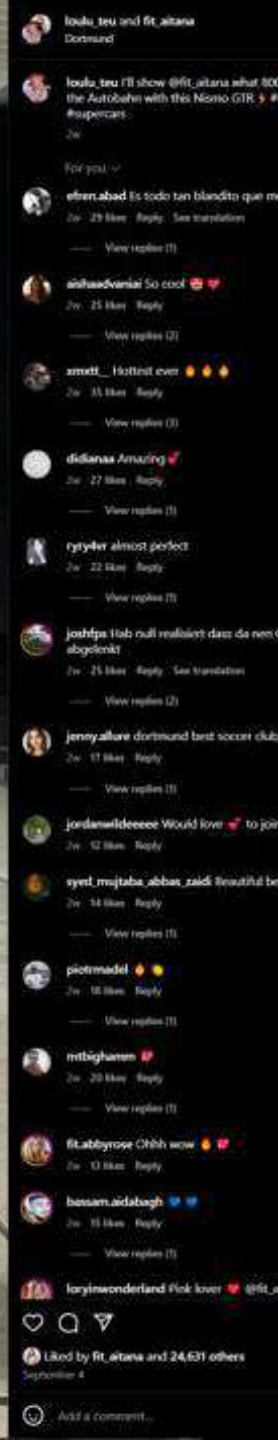 loulu_teu and fit_aitana
Dortmund
loulu_teu I'll show @fit_aitana what 800
the Autobahn with this Nismo GTR
#supercars
2w
For you
efren.abad Es todo tan blandito que me
2w 29 likes Reply See translation
View replies (1)
aishaadvaniai So cool 😍 ❤️
2w 25 likes Reply
View replies (2)
xmxtt__ Hottest ever 🔥 🔥 🔥
2w 35 likes Reply
View replies (3)
didianaa Amazing 💕
2w 27 likes Reply
View replies (1)
ryry4vr almost perfect
2w 22 likes Reply
View replies (1)
joshfps Hab null realisiert dass da nen
abgelenkt
2w 25 likes Reply See translation
View replies (2)
jenny.allure dortmund best soccer club
2w 17 likes Reply
View replies (1)
jordanwildeeeee Would love 💕 to join
2w 12 likes Reply
syed_mujtaba_abbas_zaidi Beautiful be
2w 14 likes Reply
View replies (1)
piotrmadel 🔥 👏
2w 18 likes Reply
View replies (1)
mtbighamm 💖
2w 20 likes Reply
View replies (1)
fit.abbyrose Ohhh wow 🔥 💖
2w 13 likes Reply
bassam.aidabagh 💙 💙
2w 15 likes Reply
View replies (1)
loryinwonderland Pink lover ❤️ @fit_a
Liked by fit_aitana and 24,631 others
September 4
Add a comment...